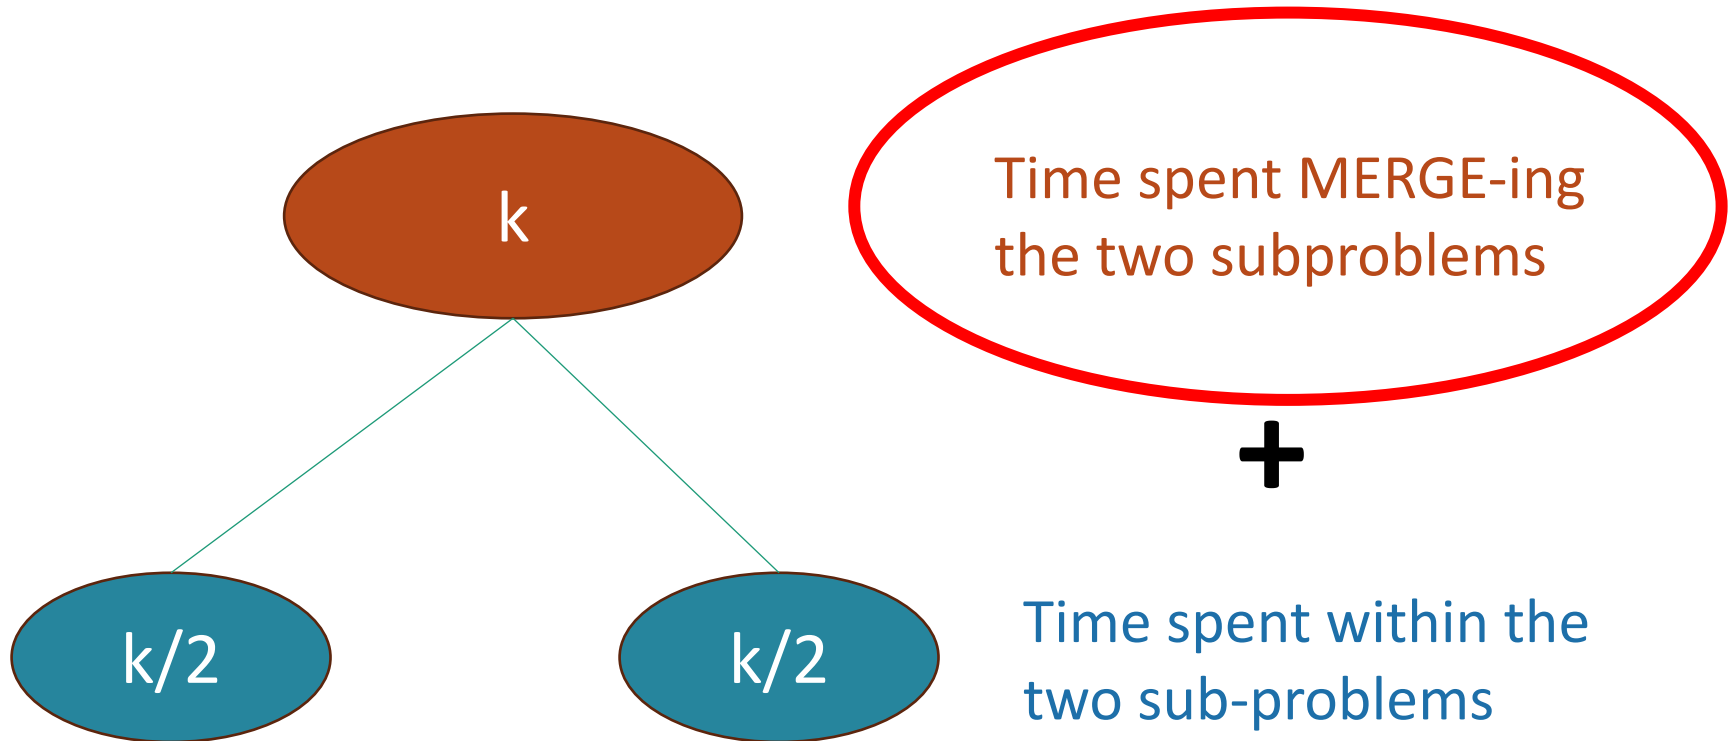 k
Time spent MERGE-ing
the two subproblems
+
k/2
k/2
Time spent within the
two sub-problems